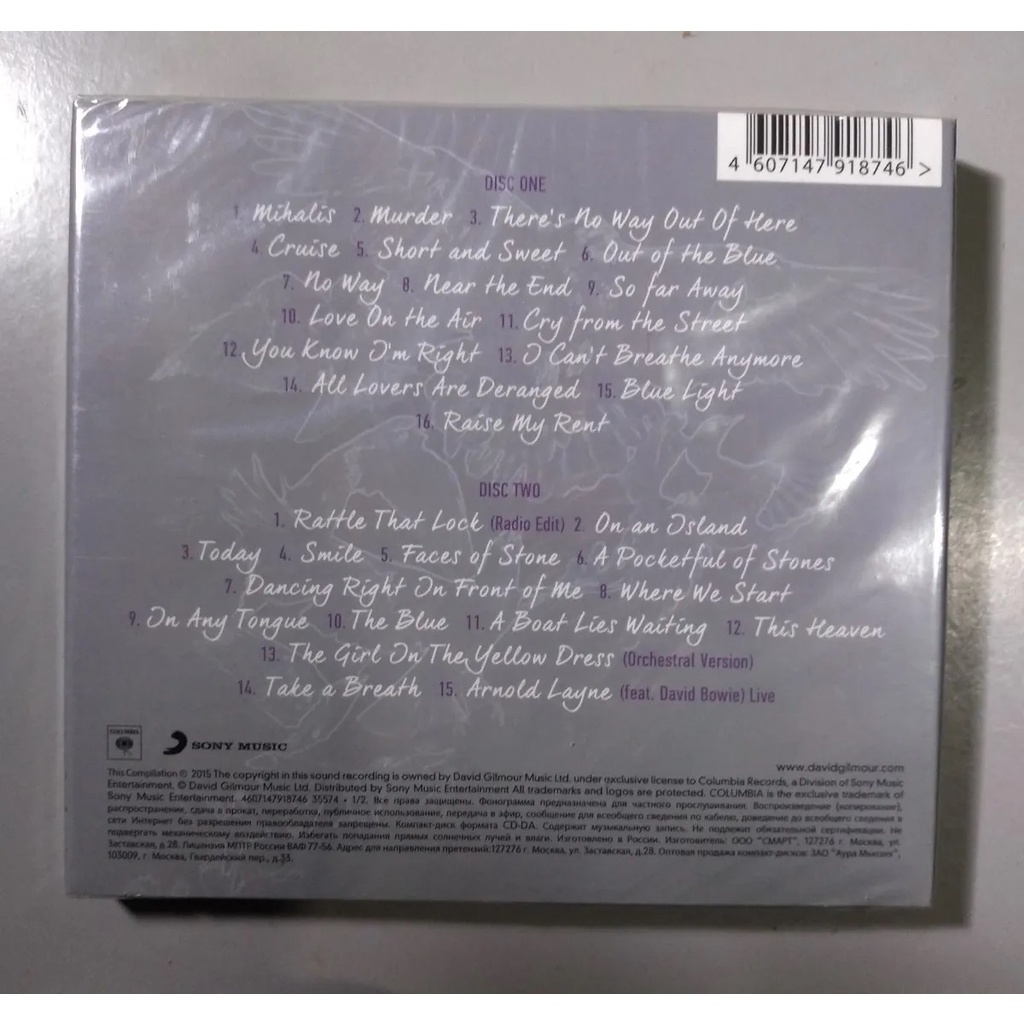 4 607147 918746 >
DISC ONE
1. Mihalis 2. Murder 3. There's No Way Out Of Here
4. Cruise 5. Short and Sweet 6. Out of the Blue
7. No Way 8. Near the End 9. So far Away
10. Love On the Air 11. Cry from the Street
12. You Know I'm Right 13. I Can't Breathe Anymore
14. All Lovers Are Deranged 15. Blue Light
16. Raise My Rent
DISC TWO
1. Rattle That Lock (Radio Edit) 2. On an Island
3. Today 4. Smile 5. Faces of Stone 6. A Pocketful of Stones
7. Dancing Right In Front of Me 8. Where We Start
9. In Any Tongue 10. The Blue 11. A Boat Lies Waiting 12. This Heaven
13. The Girl In The Yellow Dress (Orchestral Version)
14. Take a Breath 15. Arnold Layne (feat. David Bowie) Live
COLUMBIA SONY MUSIC
www.davidgilmour.com
This Compilation ℗ 2015 The copyright in this sound recording is owned by David Gilmour Music Ltd. under exclusive license to Columbia Records, a Division of Sony Music
Entertainment. © David Gilmour Music Ltd. Distributed by Sony Music Entertainment All trademarks and logos are protected. COLUMBIA is the exclusive trademark of
Sony Music Entertainment. 4607147918746 35574 • 1/2. Все права защищены. Фонограмма предназначена для частного прослушивания. Воспроизведение (копирование),
распространение, сдача в прокат, переработка, публичное использование, передача в эфир, сообщение для всеобщего сведения по кабелю, доведение до всеобщего сведения в
сети Интернет без разрешения правообладателя запрещены. Компакт-диск формата CD-DA. Содержит музыкальную запись. Не подлежит обязательной сертификации. Не
подвергать механическому воздействию. Избегать попадания прямых солнечных лучей и влаги. Изготовлено в России. Изготовитель: ООО "СМАРТ", 127276 г. Москва, ул.
Заставская, д.28. Лицензия МПТР России ВАФ 77-56. Адрес для направления претензий:127276 г. Москва, ул. Заставская, д.28. Оптовая продажа компакт-дисков: ЗАО "Аура Мьюзик",
103009, г. Москва, Гвардейский пер., д.33.